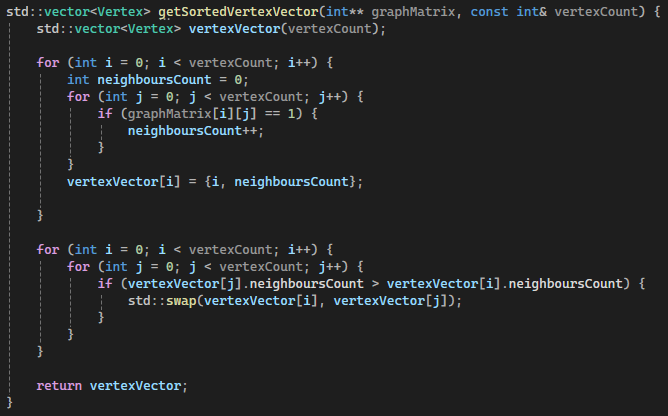 std::vector<Vertex> getSortedVertexVector(int** graphMatrix, const int& vertexCount) {
    std::vector<Vertex> vertexVector(vertexCount);
    for (int i = 0; i < vertexCount; i++) {
        int neighboursCount = 0;
        for (int j = 0; j < vertexCount; j++) {
            if (graphMatrix[i][j] == 1) {
                neighboursCount++;
            }
        }
        vertexVector[i] = {i, neighboursCount};
    }
    for (int i = 0; i < vertexCount; i++) {
        for (int j = 0; j < vertexCount; j++) {
            if (vertexVector[j].neighboursCount > vertexVector[i].neighboursCount) {
                std::swap(vertexVector[i], vertexVector[j]);
            }
        }
    }
    return vertexVector;
}